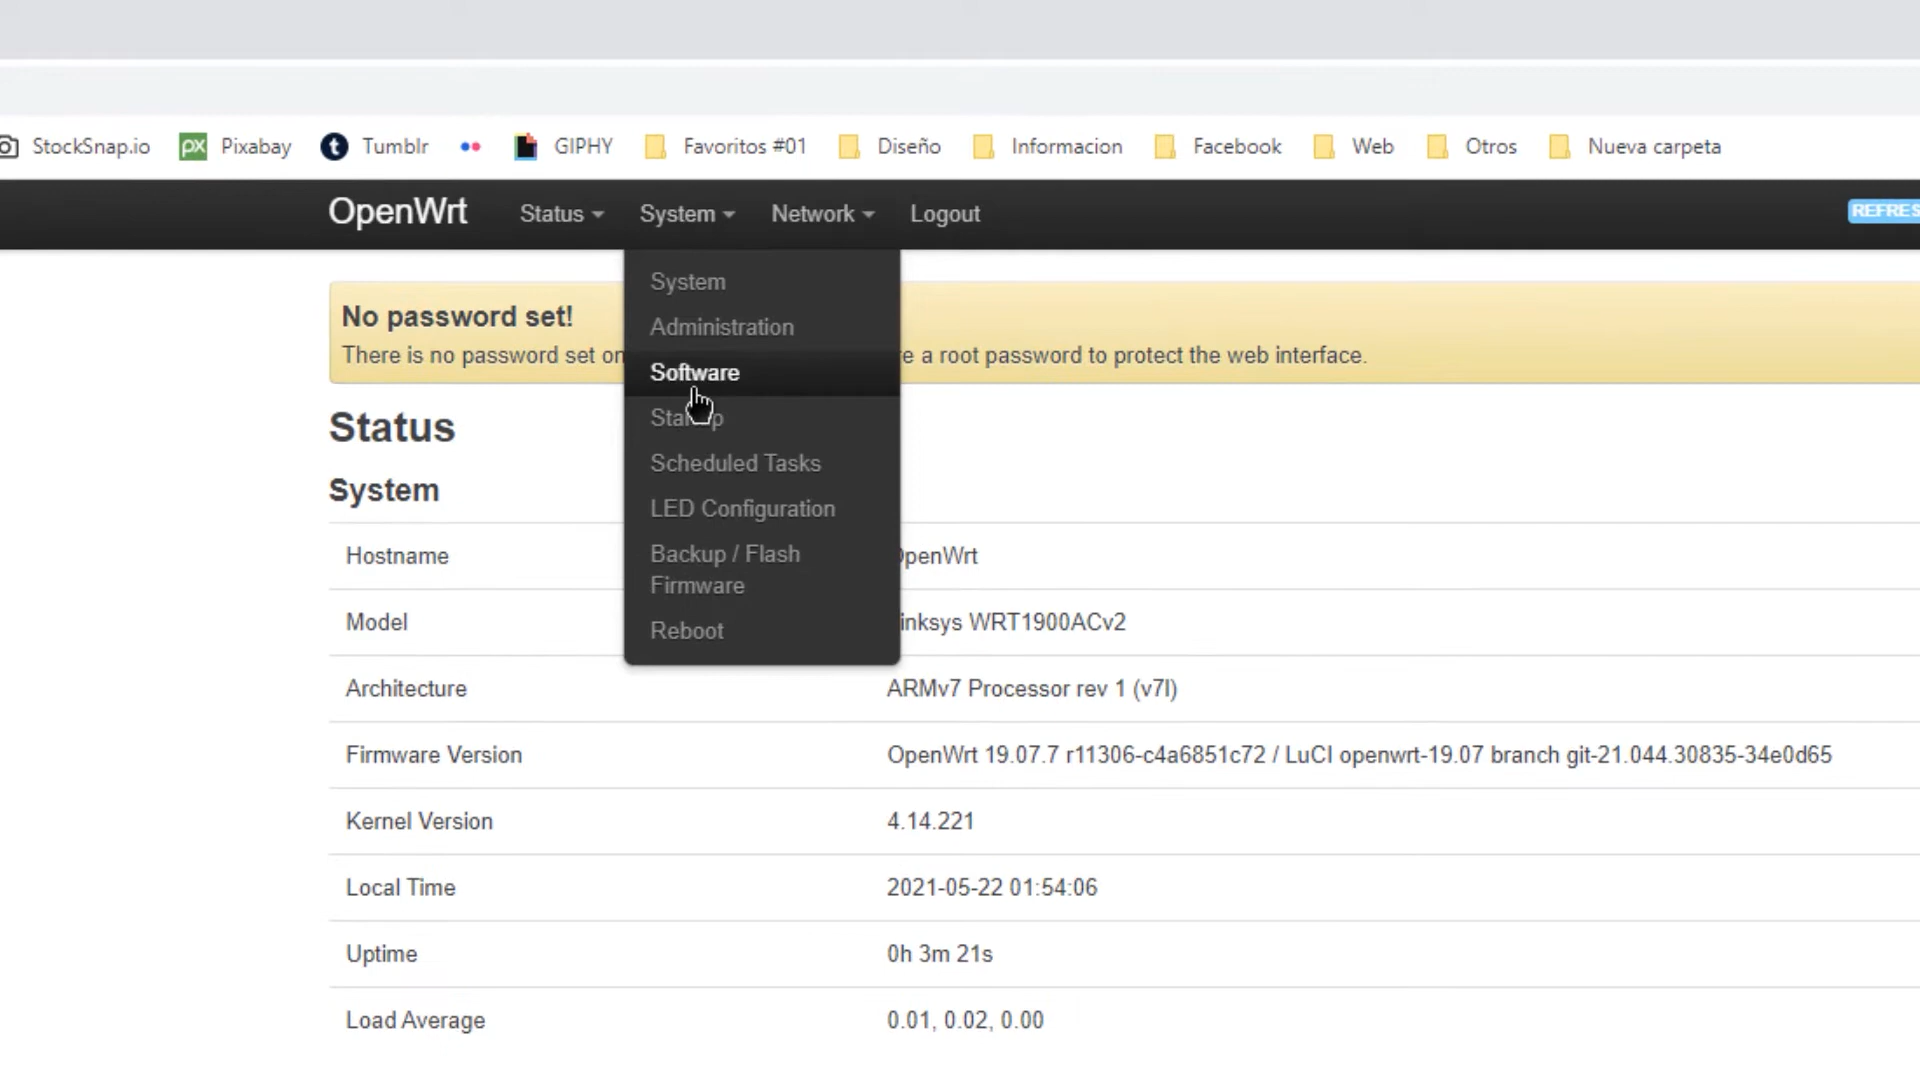 StockSnap.io Pixabay Tumblr GIPHY Favoritos #01 Diseño Informacion Facebook Web Otros Nueva carpeta
OpenWrt Status System Network Logout
System
Administration
Software
Scheduled Tasks
LED Configuration
Backup / Flash
Firmware
Reboot
No password set!
There is no password set on a root password to protect the web interface.
Status
System
Hostname OpenWrt
Model WRT1900ACv2
Architecture ARMv7 Processor rev 1 (v7l)
Firmware Version OpenWrt 19.07.7 r11306-c4a6851c72 / LuCI openwrt-19.07 branch git-21.044.30835-34e0d65
Kernel Version 4.14.221
Local Time 2021-05-22 01:54:06
Uptime 0h 3m 21s
Load Average 0.01, 0.02, 0.00